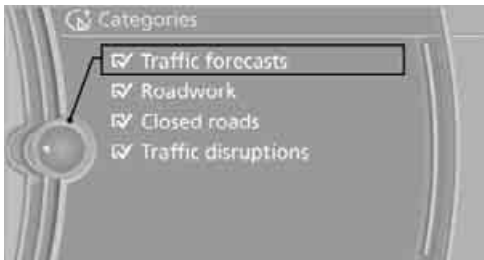 Categories
Traffic forecasts
Roadwork
Closed roads
Traffic disruptions